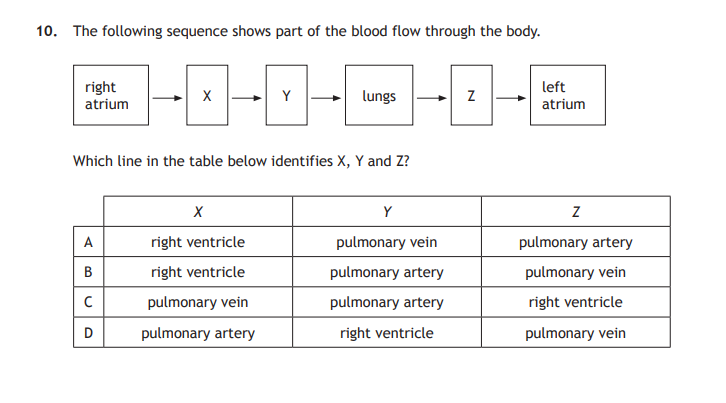 10. The following sequence shows part of the blood flow through the body.
right atrium X Y lungs Z left atrium
Which line in the table below identifies X, Y and Z?
X Y Z
A right ventricle pulmonary vein pulmonary artery
B right ventricle pulmonary artery pulmonary vein
C pulmonary vein pulmonary artery right ventricle
D pulmonary artery right ventricle pulmonary vein